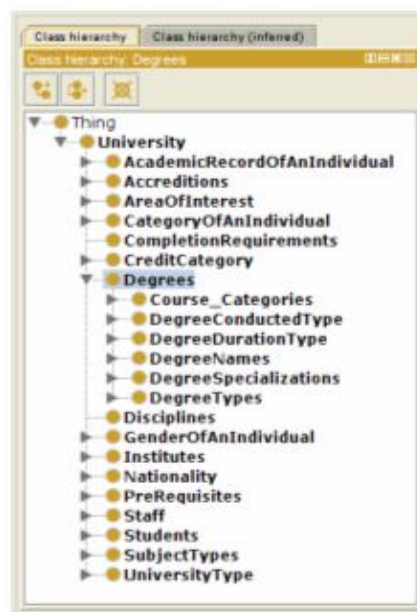 Class hierarchy Class hierarchy (inferred)
Class hierarchy: Degrees
Thing
University
AcademicRecordOfAnIndividual
Accreditions
AreaOfInterest
CategoryOfAnIndividual
CompletionRequirements
CreditCategory
Degrees
Course_Categories
DegreeConductedType
DegreeDurationType
DegreeNames
DegreeSpecializations
DegreeTypes
Disciplines
GenderOfAnIndividual
Institutes
Nationality
PreRequisites
Staff
Students
SubjectTypes
UniversityType